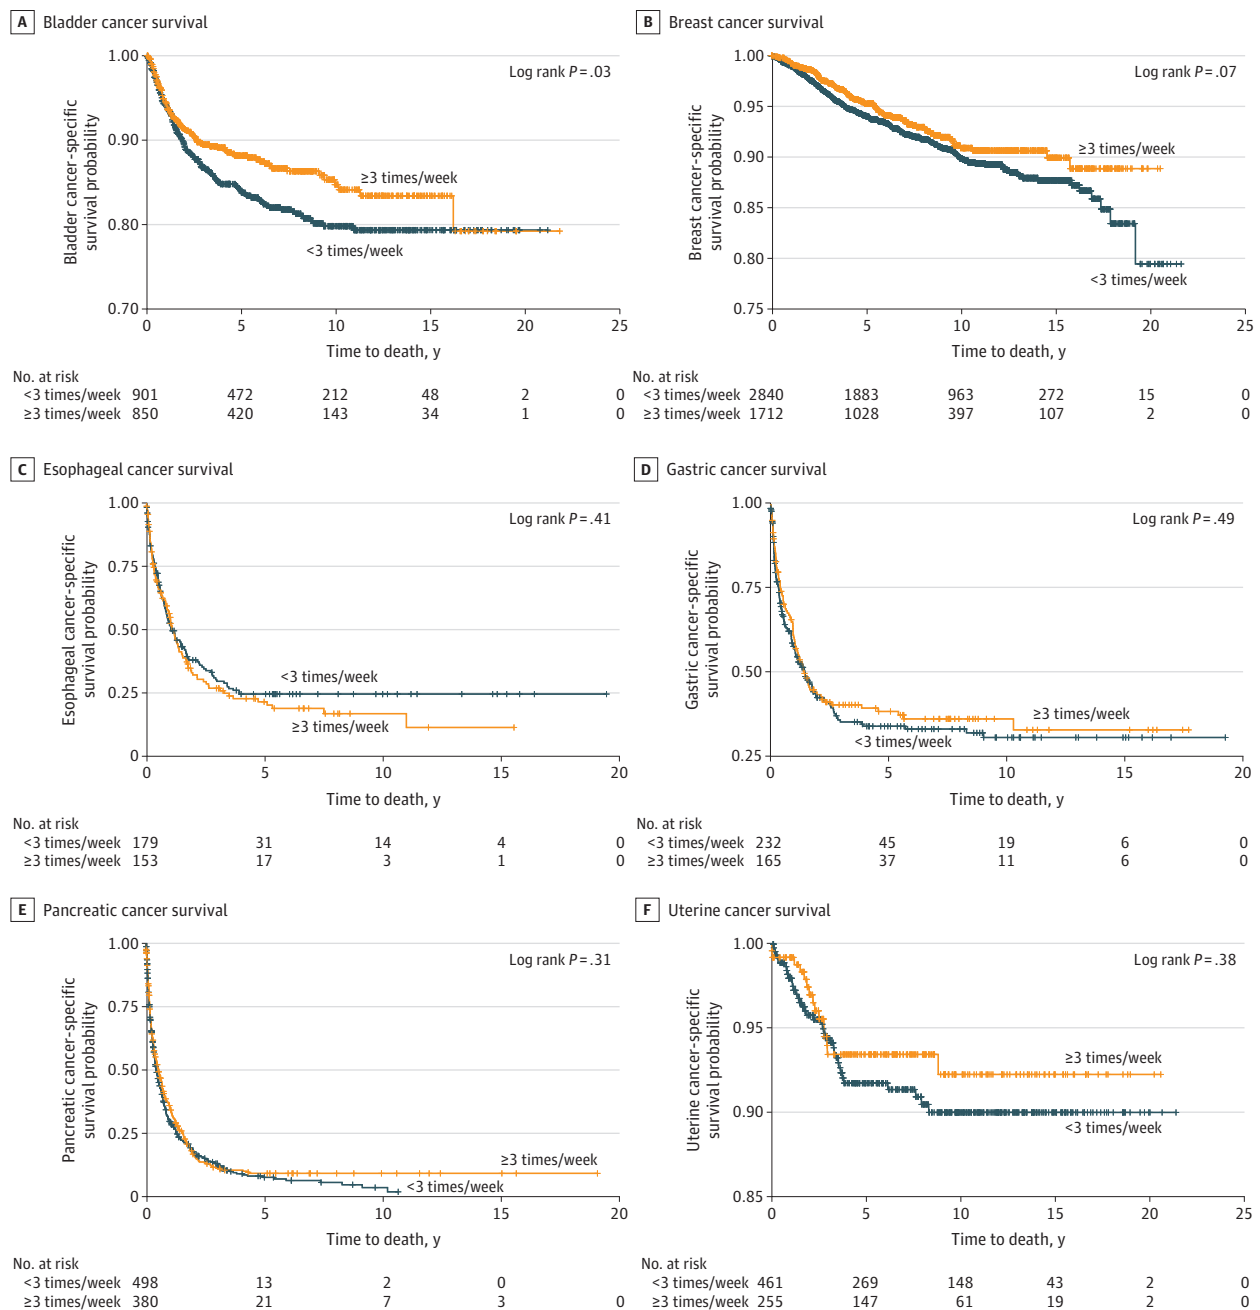 A Bladder cancer survival
Bladder cancer-specific
survival probability
1.00
0.90
0.80
0.70
Log rank P = .03
≥3 times/week
<3 times/week
0 5 10 15 20 25
Time to death, y
No. at risk
<3 times/week 901 472 212 48 2 0
≥3 times/week 850 420 143 34 1 0
B Breast cancer survival
Breast cancer-specific
survival probability
1.00
0.95
0.90
0.85
0.80
0.75
Log rank P = .07
≥3 times/week
<3 times/week
0 5 10 15 20 25
Time to death, y
No. at risk
<3 times/week 2840 1883 963 272 15 0
≥3 times/week 1712 1028 397 107 2 0
C Esophageal cancer survival
Esophageal cancer-specific
survival probability
1.00
0.75
0.50
0.25
0
Log rank P = .41
<3 times/week
≥3 times/week
0 5 10 15 20
Time to death, y
No. at risk
<3 times/week 179 31 14 4 0
≥3 times/week 153 17 3 1 0
D Gastric cancer survival
Gastric cancer-specific
survival probability
1.00
0.75
0.50
0.25
Log rank P = .49
≥3 times/week
<3 times/week
0 5 10 15 20
Time to death, y
No. at risk
<3 times/week 232 45 19 6 0
≥3 times/week 165 37 11 6 0
E Pancreatic cancer survival
Pancreatic cancer-specific
survival probability
1.00
0.75
0.50
0.25
0
Log rank P = .31
≥3 times/week
<3 times/week
0 5 10 15 20
Time to death, y
No. at risk
<3 times/week 498 13 2 0
≥3 times/week 380 21 7 3 0
F Uterine cancer survival
Uterine cancer-specific
survival probability
1.00
0.95
0.90
0.85
Log rank P = .38
≥3 times/week
<3 times/week
0 5 10 15 20 25
Time to death, y
No. at risk
<3 times/week 461 269 148 43 2 0
≥3 times/week 255 147 61 19 2 0